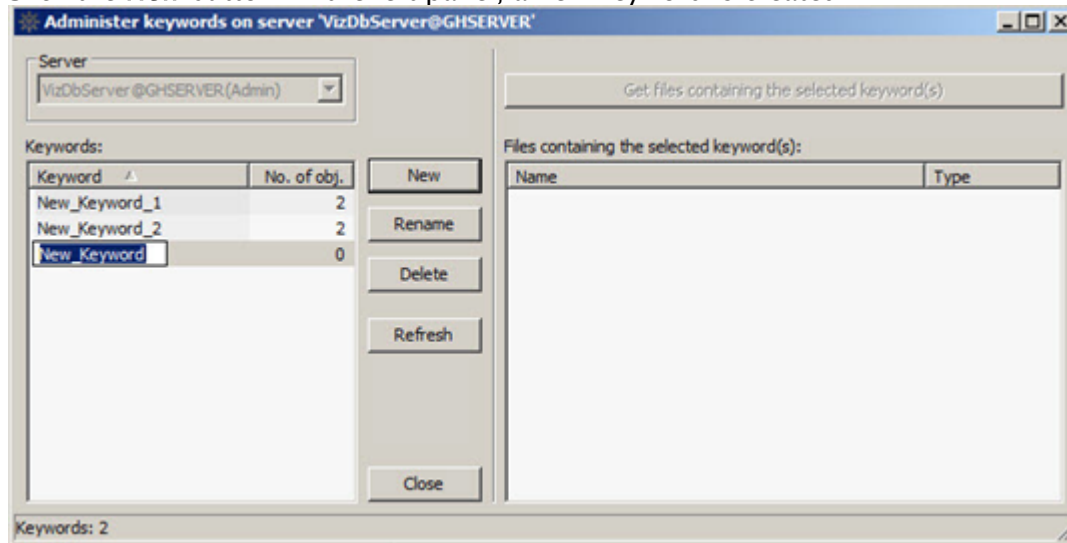 Administer keywords on server 'VizDbServer@GHSERVER'
Server
VizDbServer@GHSERVER(Admin)
Get files containing the selected keyword(s)
Keywords:
Files containing the selected keyword(s):
Keyword No. of obj. New Name Type
New_Keyword_1 2
New_Keyword_2 2 Rename
New_Keyword 0
Delete
Refresh
Close
Keywords: 2